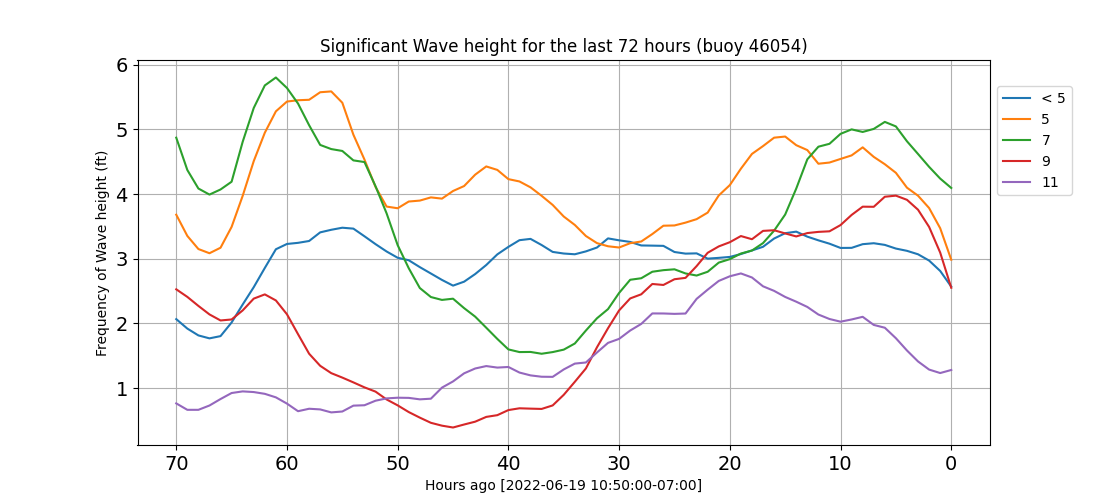 Significant Wave height for the last 72 hours (buoy 46054)
Frequency of Wave height (ft)
6
5
4
3
2
1
70 60 50 40 30 20 10 0
Hours ago [2022-06-19 10:50:00-07:00]
< 5
5
7
9
11